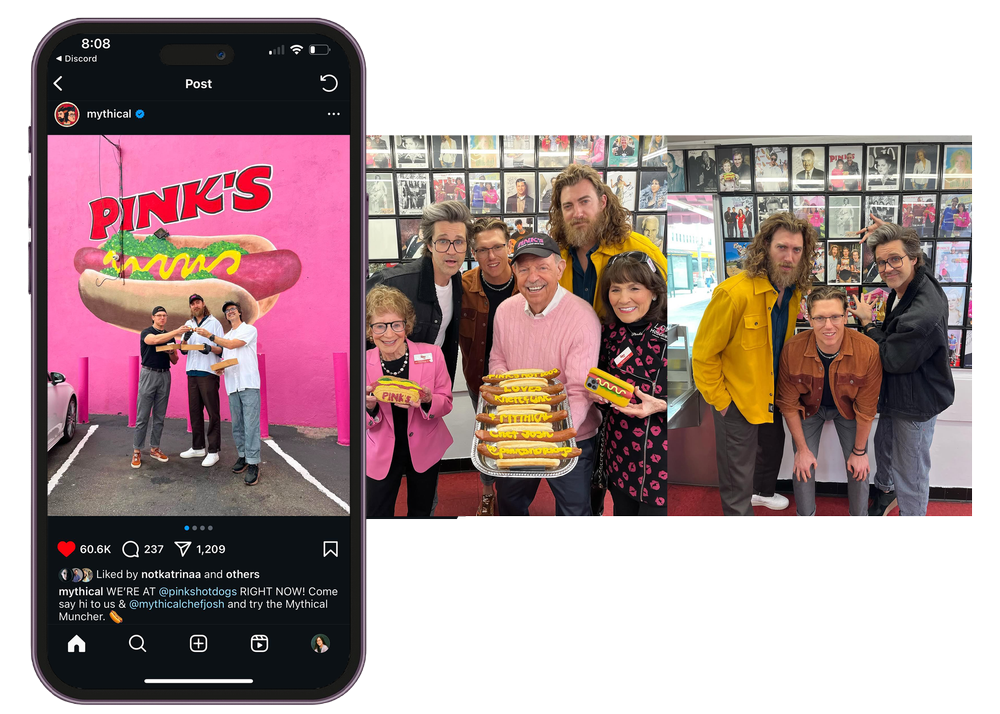 8:08
◀ Discord
Post
mythical
PINK'S
60.6K
237
1,209
Liked by notkatrinaa and others
mythical WE'RE AT @pinkshotdogs RIGHT NOW! Come
say hi to us & @mythicalchefjosh and try the Mythical
Muncher. 🌭
PINK'S
PINK'S
LOVES
MYTHICAL
CHEF JOSH